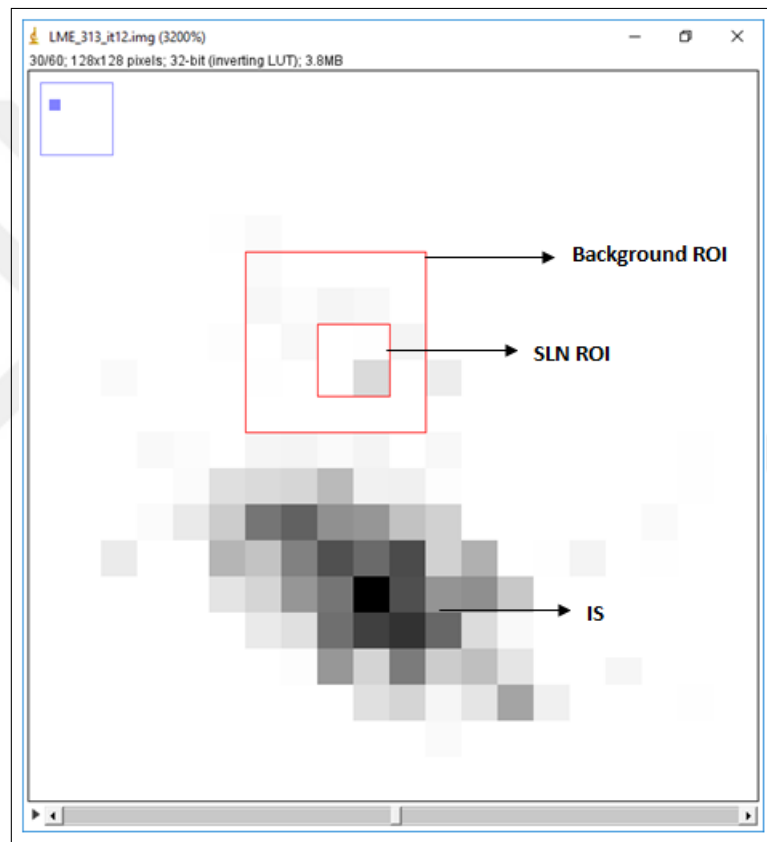 LME_313_it12.img (3200%)
30/60; 128x128 pixels; 32-bit (inverting LUT); 3.8MB
Background ROI
SLN ROI
IS